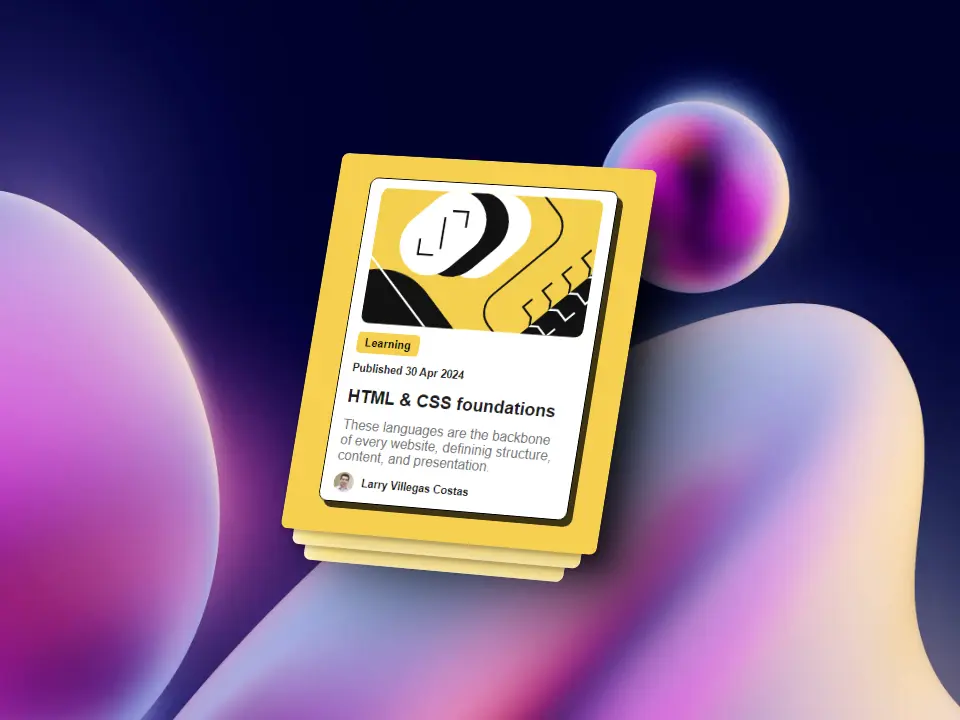 Learning
Published 30 Apr 2024
HTML & CSS foundations
These languages are the backbone
of every website, definining structure,
content, and presentation.
Larry Villegas Costas